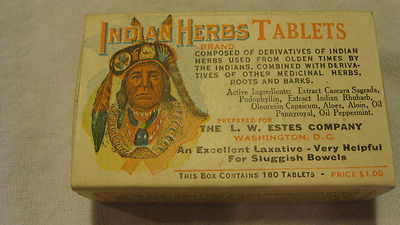 INDIAN HERBS TABLETS
BRAND
COMPOSED OF DERIVATIVES OF INDIAN
HERBS USED FROM OLDEN TIMES BY
THE INDIANS, COMBINED WITH DERIVA-
TIVES OF OTHER MEDICINAL HERBS,
ROOTS AND BARKS.
Active Ingredients: Extract Cascara Sagrada,
Podophyllin, Extract Indian Rhubarb,
Oleoresin Capsicum, Aloes, Aloin, Oil
Pennyroyal, Oil Peppermint.
PREPARED FOR
THE L. W. ESTES COMPANY
WASHINGTON, D.C.
An Excellent Laxative - Very Helpful
For Sluggish Bowels
THIS BOX CONTAINS 180 TABLETS - PRICE $1.00